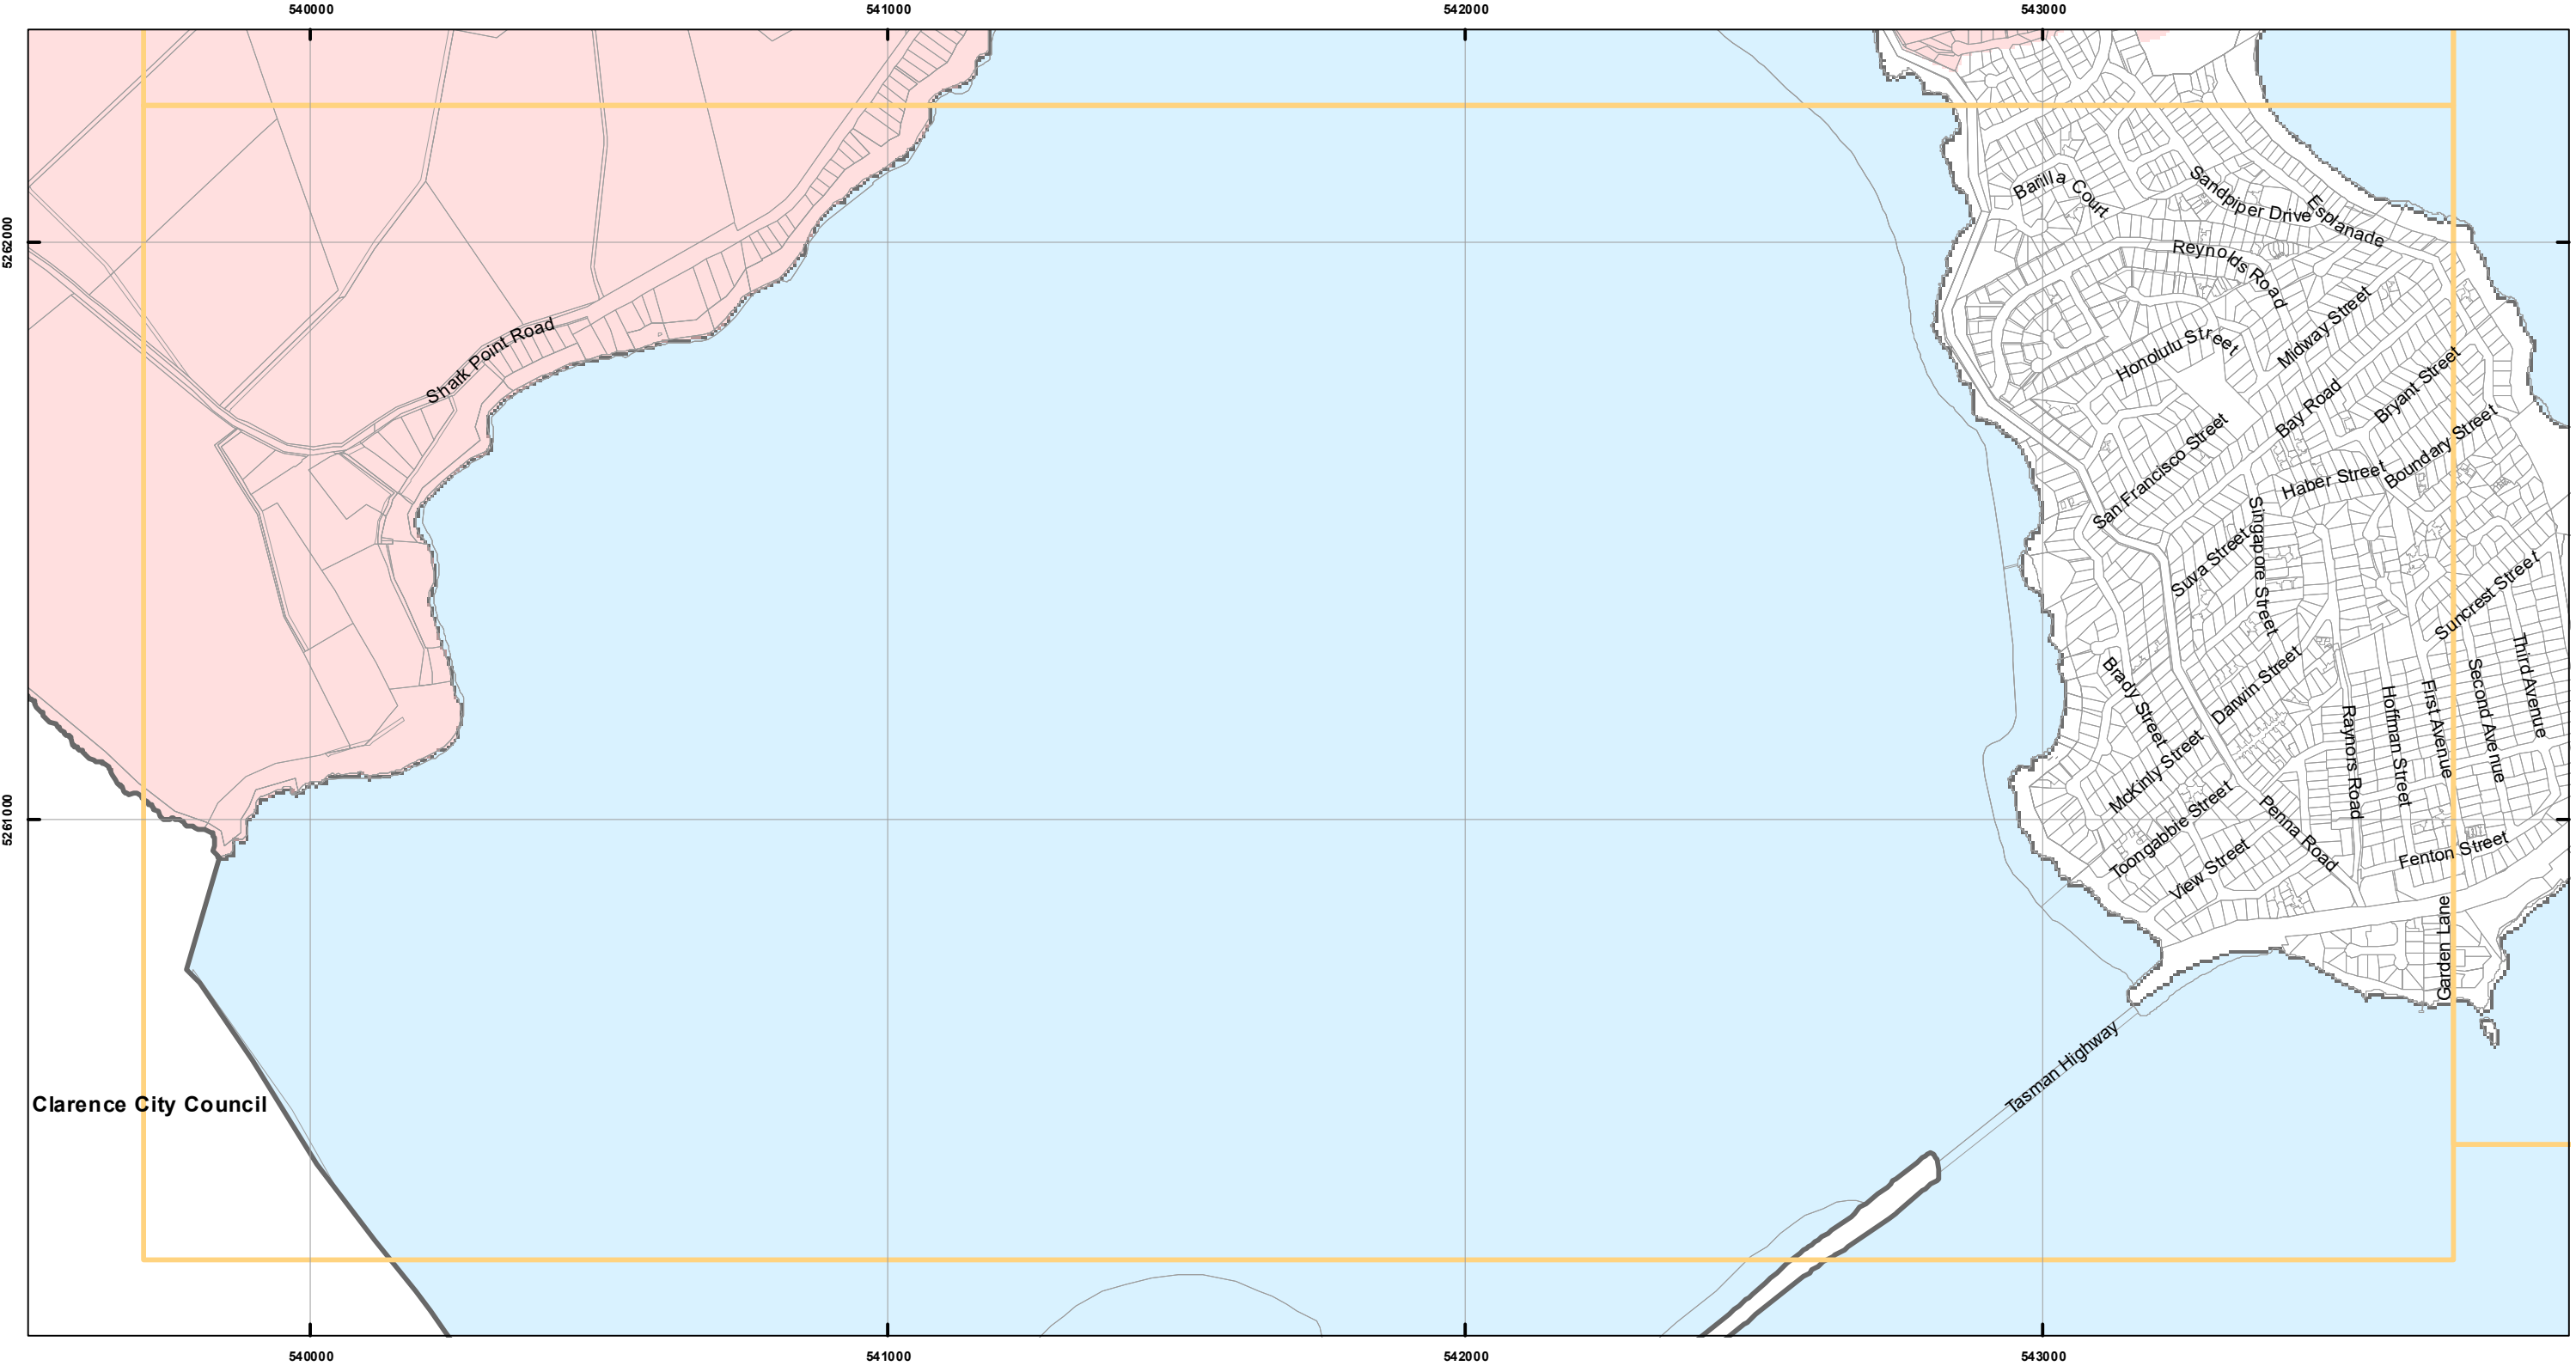 540000 541000 542000 543000
5262000
5261000
Shark Point Road
Barilla Court
Sandpiper Drive
Esplanade
Reynolds Road
Midway Street
Honolulu Street
Bryant Street
Bay Road
San Francisco Street
Boundary Street
Haber Street
Singapore Street
Suva Street
Suncrest Street
Third Avenue
Brady Street
Darwin Street
Second Avenue
First Avenue
Hoffman Street
Raynors Road
McKinly Street
Toongabbie Street
Penna Road
View Street
Fenton Street
Garden Lane
Tasman Highway
Clarence City Council
540000 541000 542000 543000